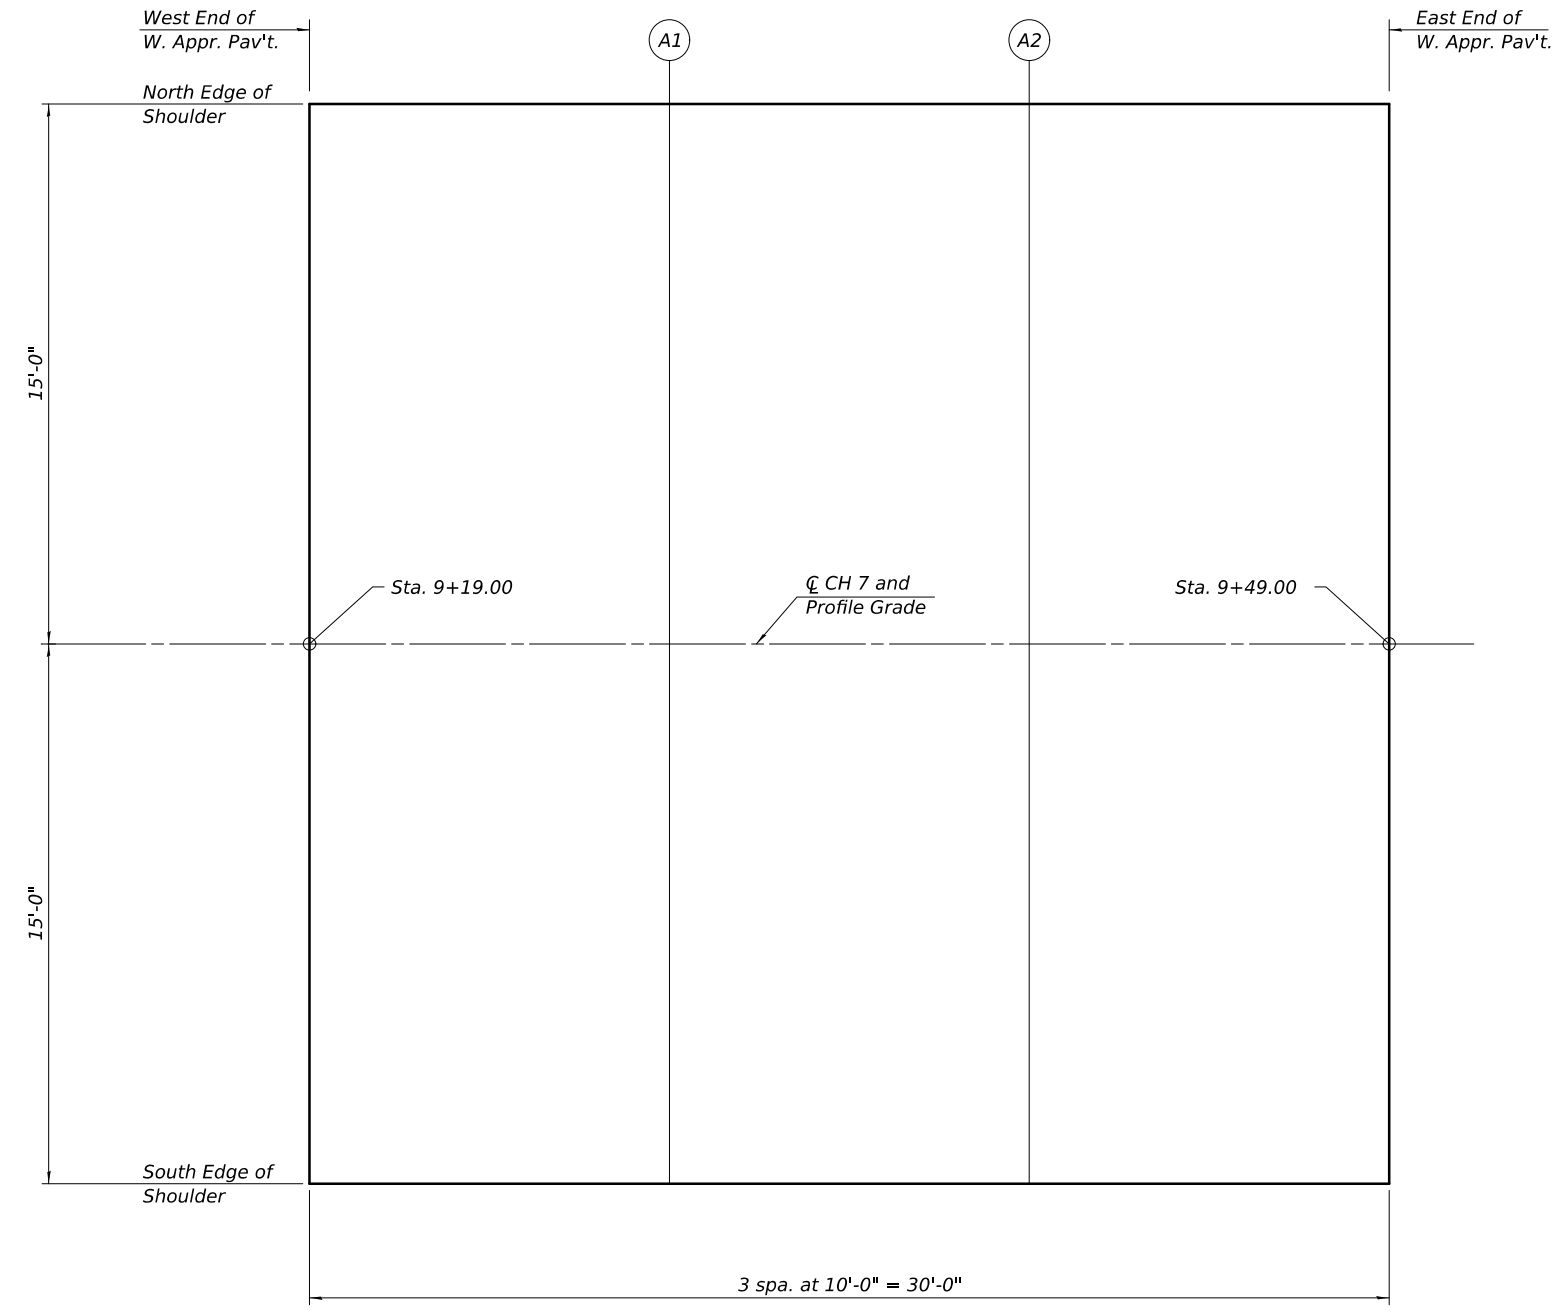 West End of
W. Appr. Pav't.
A1
A2
East End of
W. Appr. Pav't.
North Edge of
Shoulder
15'-0"
Sta. 9+19.00
℄ CH 7 and
Profile Grade
Sta. 9+49.00
15'-0"
South Edge of
Shoulder
3 spa. at 10'-0" = 30'-0"